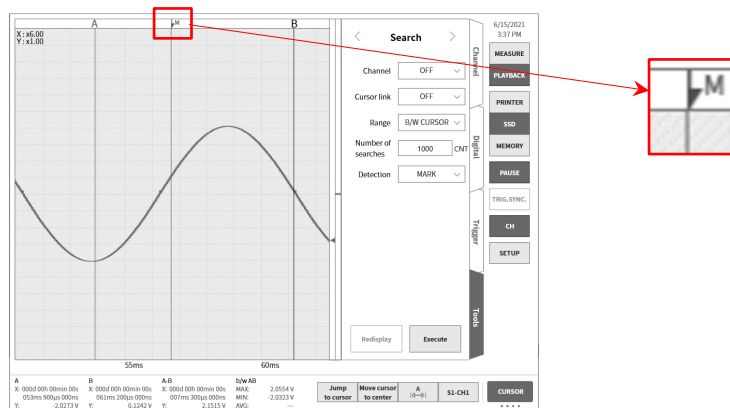 A M B
X : x6.00
Y : x1.00
< Search >
Channel OFF
Cursor link OFF
Range B/W CURSOR
Number of searches 1000 CNT
Detection MARK
Redisplay Execute
Channel
Digital
Trigger
Tools
6/15/2021
3:37 PM
MEASURE
PLAYBACK
PRINTER
SSD
MEMORY
PAUSE
TRIG.SYNC.
CH
SETUP
M
55ms 60ms
A B A-B b/w AB
X: 000d 00h 00min 00s X: 000d 00h 00min 00s X: 000d 00h 00min 00s MAX: 2.0554 V
053ms 900µs 000ns 061ms 200µs 000ns 007ms 300µs 000ns MIN: -2.0323 V
Y: -2.0273 V Y: 0.1242 V Y: 2.1515 V AVG: ---
Jump to cursor
Move cursor to center
A
S1-CH1
CURSOR